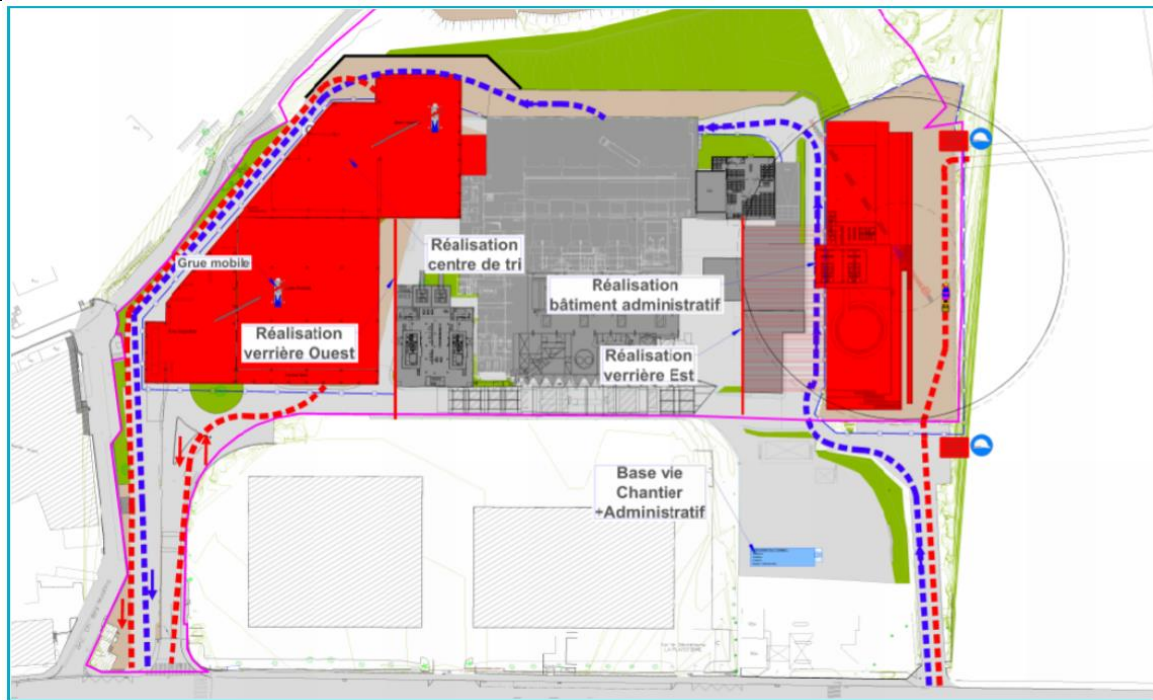 Réalisation
centre de tri
Grue mobile
Réalisation
bâtiment administratif
Réalisation
verrière Ouest
Réalisation
verrière Est
Base vie
Chantier
+Administratif